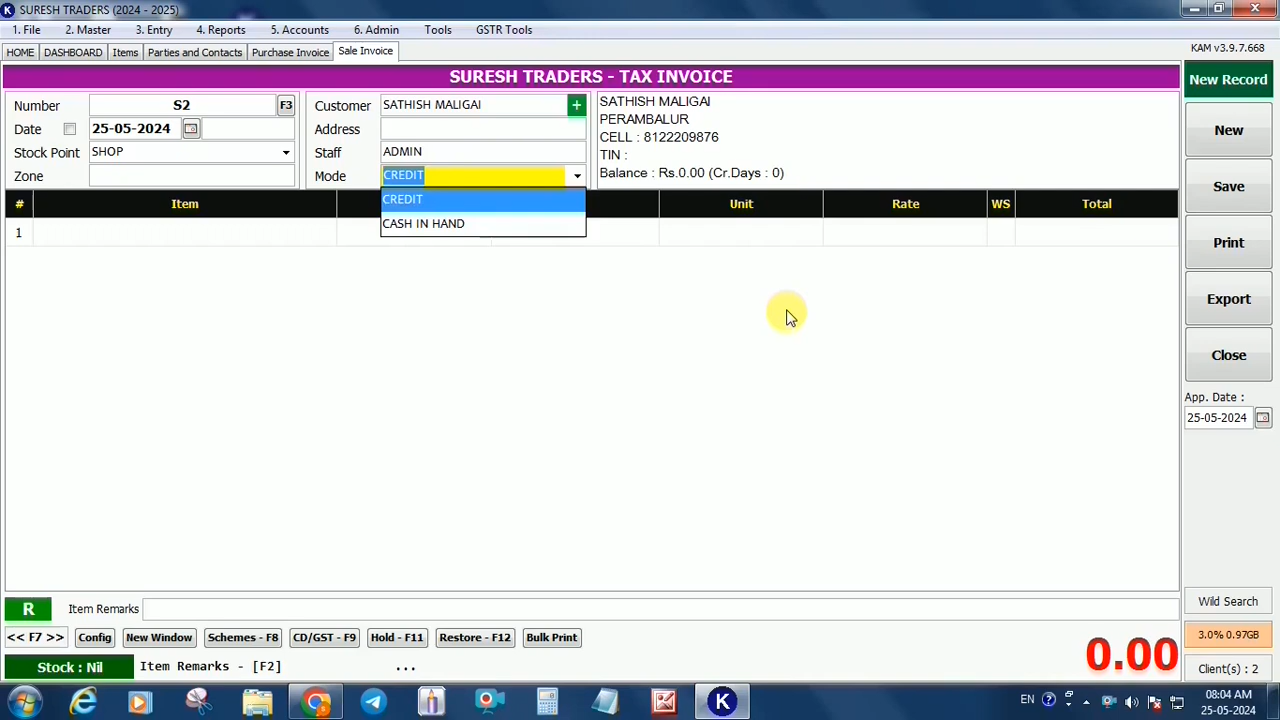 SURESH TRADERS (2024 - 2025)
1. File 2. Master 3. Entry 4. Reports 5. Accounts 6. Admin Tools GSTR Tools
HOME DASHBOARD Items Parties and Contacts Purchase Invoice Sale Invoice KAM v3.9.7.668
SURESH TRADERS - TAX INVOICE
New Record
Number S2 F3 Customer SATHISH MALIGAI + SATHISH MALIGAI
PERAMBALUR
Date 25-05-2024 Address CELL : 8122209876
Stock Point SHOP Staff ADMIN TIN :
Zone Mode CREDIT Balance : Rs.0.00 (Cr.Days : 0)
CREDIT
CASH IN HAND
# Item Unit Rate WS Total
1
New
Save
Print
Export
Close
App. Date :
25-05-2024
R Item Remarks
Wild Search
<< F7 >> Config New Window Schemes - F8 CD/GST - F9 Hold - F11 Restore - F12 Bulk Print
3.0% 0.97GB
Stock : Nil Item Remarks - [F2] ... 0.00
Client(s) : 2
EN 08:04 AM
25-05-2024